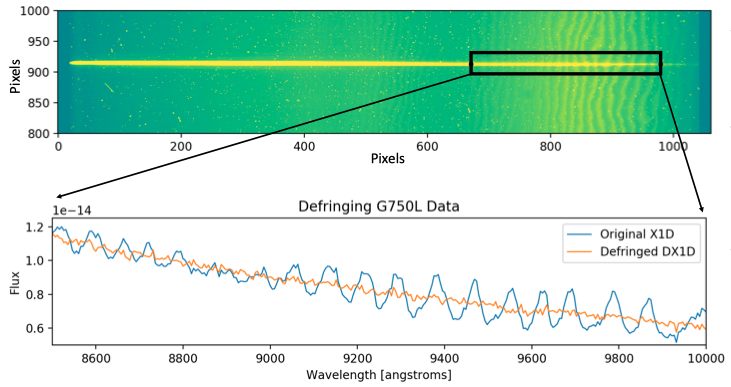 1000
950
900
850
800
Pixels
0 200 400 600 800 1000
Pixels
Defringing G750L Data
1e−14
1.2
1.0
0.8
0.6
Flux
Original X1D
Defringed DX1D
8600 8800 9000 9200 9400 9600 9800 10000
Wavelength [angstroms]